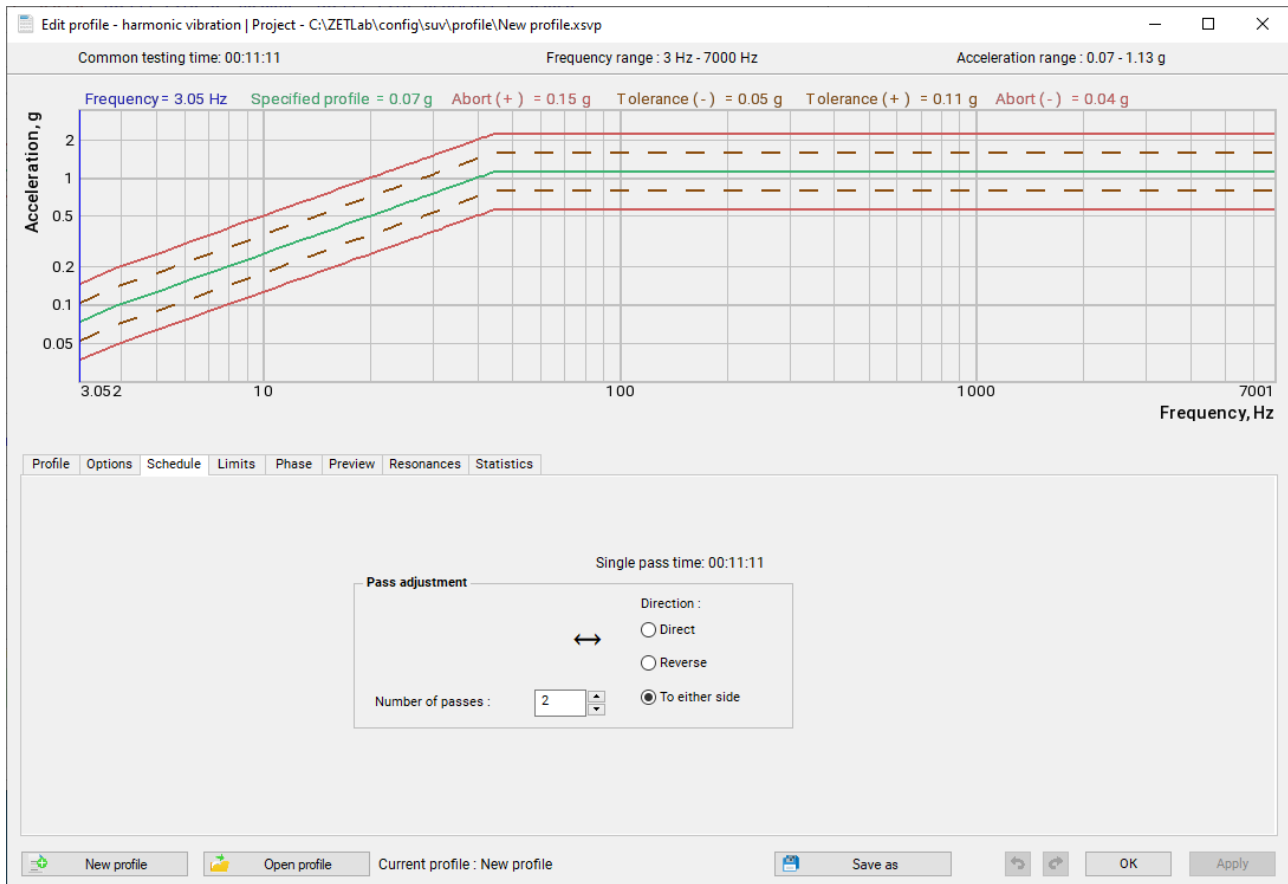 Edit profile - harmonic vibration | Project - C:\ZETLab\config\suv\profile\New profile.xsvp
Common testing time: 00:11:11 Frequency range : 3 Hz - 7000 Hz Acceleration range : 0.07 - 1.13 g
Frequency = 3.05 Hz Specified profile = 0.07 g Abort (+) = 0.15 g Tolerance (-) = 0.05 g Tolerance (+) = 0.11 g Abort (-) = 0.04 g
Acceleration, g
2
1
0.5
0.2
0.1
0.05
3.052 10 100 1000 7001
Frequency, Hz
Profile Options Schedule Limits Phase Preview Resonances Statistics
Single pass time: 00:11:11
Pass adjustment
Direction :
Direct
Reverse
Number of passes : 2 To either side
New profile Open profile Current profile : New profile Save as OK Apply